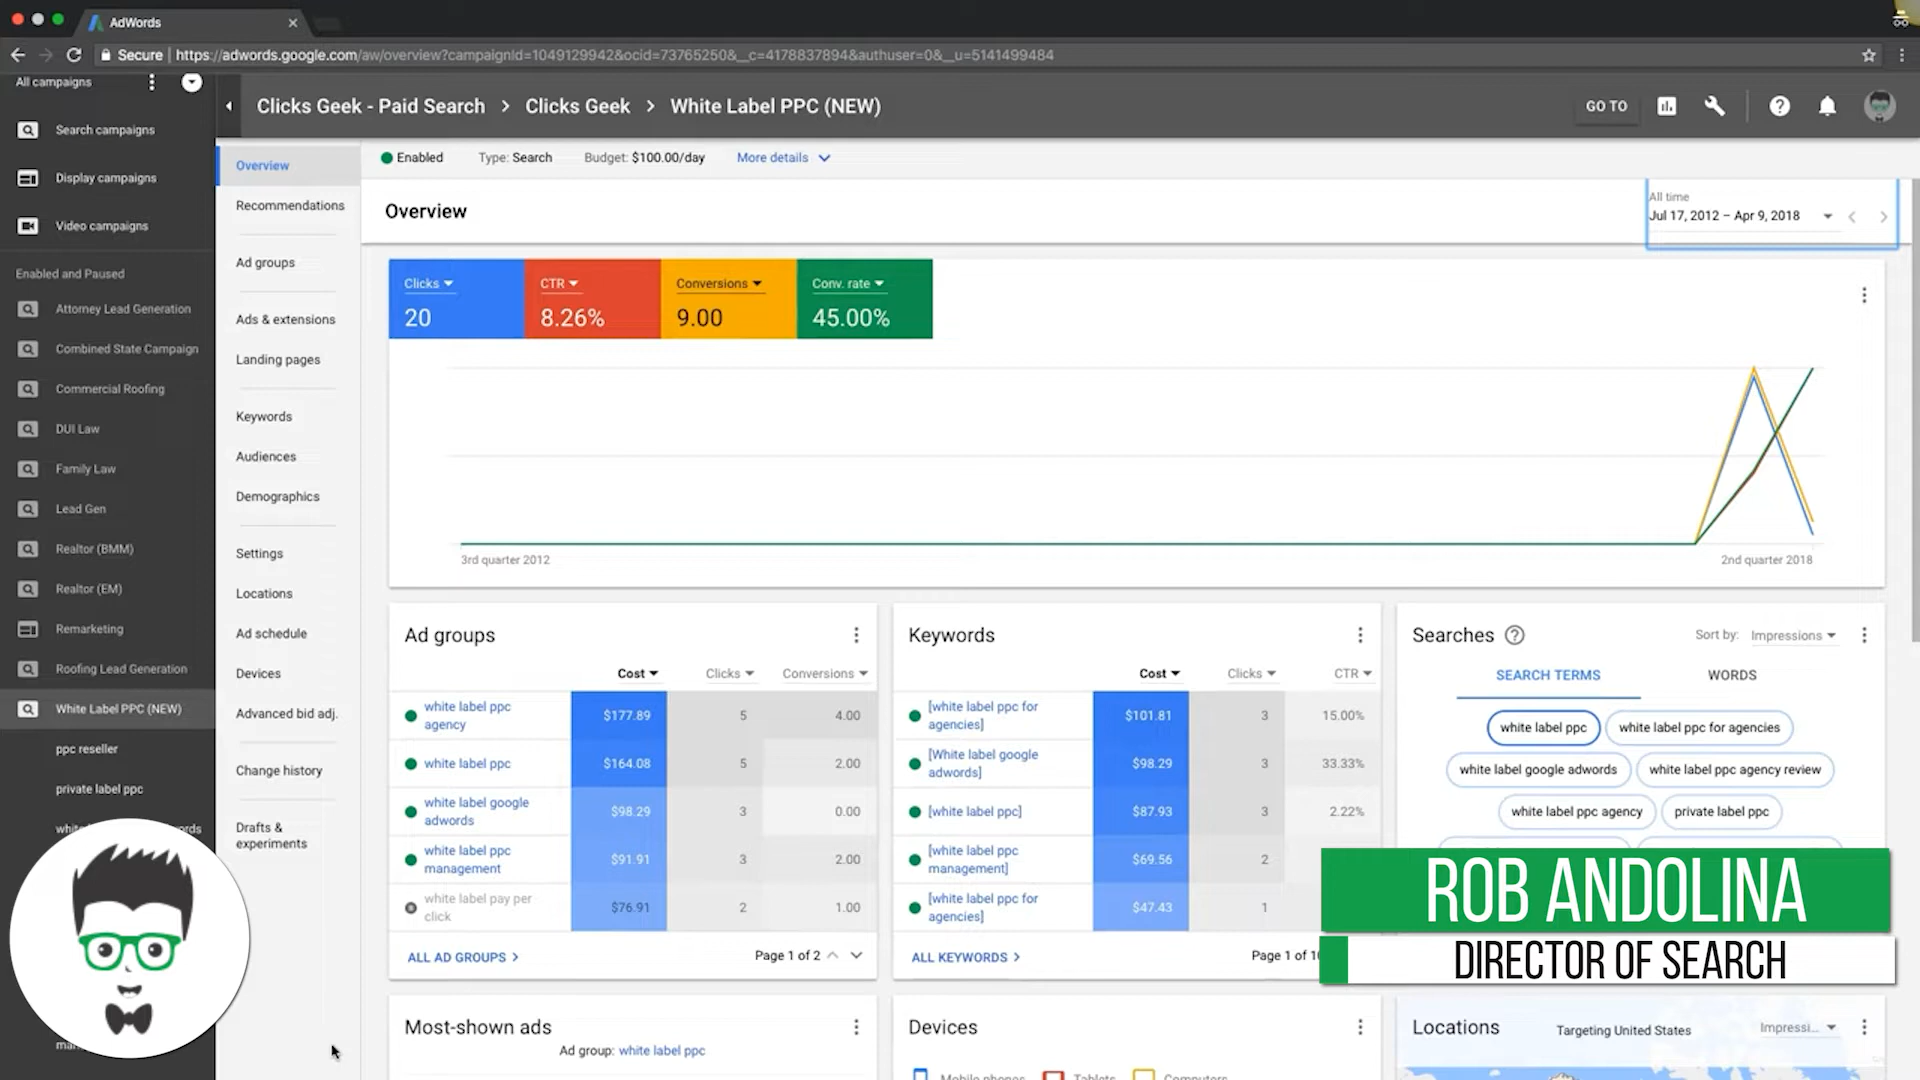 AdWords
Secure https://adwords.google.com/aw/overview?campaignId=1049129942&ocid=73765250&__c=4178837894&authuser=0&__u=5141499484
All campaigns
Search campaigns
Display campaigns
Video campaigns
Enabled and Paused
Attorney Lead Generation
Combined State Campaign
Commercial Roofing
DUI Law
Family Law
Lead Gen
Realtor (BMM)
Realtor (EM)
Remarketing
Roofing Lead Generation
White Label PPC (NEW)
ppc reseller
private label ppc
Clicks Geek - Paid Search > Clicks Geek > White Label PPC (NEW)
GO TO
Overview
Recommendations
Ad groups
Ads & extensions
Landing pages
Keywords
Audiences
Demographics
Settings
Locations
Ad schedule
Devices
Advanced bid adj.
Change history
Drafts &
experiments
Enabled Type: Search Budget: $100.00/day More details
Overview
All time
Jul 17, 2012 – Apr 9, 2018
Clicks CTR Conversions Conv. rate
20 8.26% 9.00 45.00%
3rd quarter 2012 2nd quarter 2018
Ad groups
Cost Clicks Conversions
white label ppc
agency $177.89 5 4.00
white label ppc $164.08 5 2.00
white label google
adwords $98.29 3 0.00
white label ppc
management $91.91 3 2.00
white label pay per
click $76.91 2 1.00
ALL AD GROUPS > Page 1 of 2
Keywords
Cost Clicks CTR
[white label ppc for
agencies] $101.81 3 15.00%
[White label google
adwords] $98.29 3 33.33%
[white label ppc] $87.93 3 2.22%
[white label ppc
management] $69.56 2
[white label ppc for
agencies] $47.43 1
ALL KEYWORDS > Page 1 of
Searches Sort by: Impressions
SEARCH TERMS WORDS
white label ppc white label ppc for agencies
white label google adwords white label ppc agency review
white label ppc agency private label ppc
ROB ANDOLINA
DIRECTOR OF SEARCH
Most-shown ads
Ad group: white label ppc
Devices
Mobile phones Tablets Computers
Locations Targeting United States Impressi...